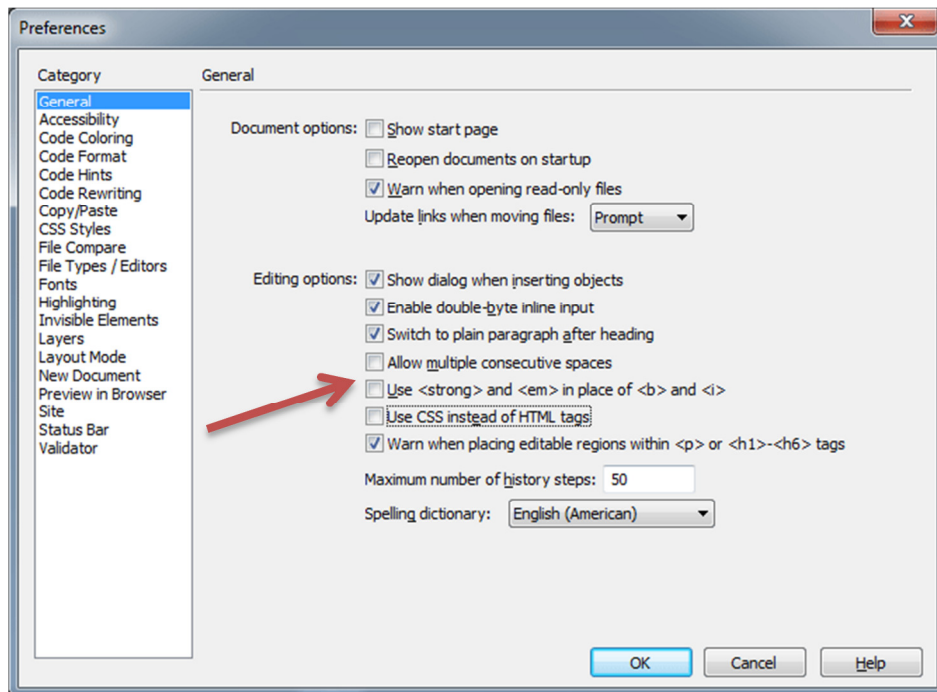 Preferences
Category
General
Accessibility
Code Coloring
Code Format
Code Hints
Code Rewriting
Copy/Paste
CSS Styles
File Compare
File Types / Editors
Fonts
Highlighting
Invisible Elements
Layers
Layout Mode
New Document
Preview in Browser
Site
Status Bar
Validator
General
Document options: Show start page
Reopen documents on startup
Warn when opening read-only files
Update links when moving files: Prompt
Editing options: Show dialog when inserting objects
Enable double-byte inline input
Switch to plain paragraph after heading
Allow multiple consecutive spaces
Use <strong> and <em> in place of <b> and <i>
Use CSS instead of HTML tags
Warn when placing editable regions within <p> or <h1>-<h6> tags
Maximum number of history steps: 50
Spelling dictionary: English (American)
OK Cancel Help